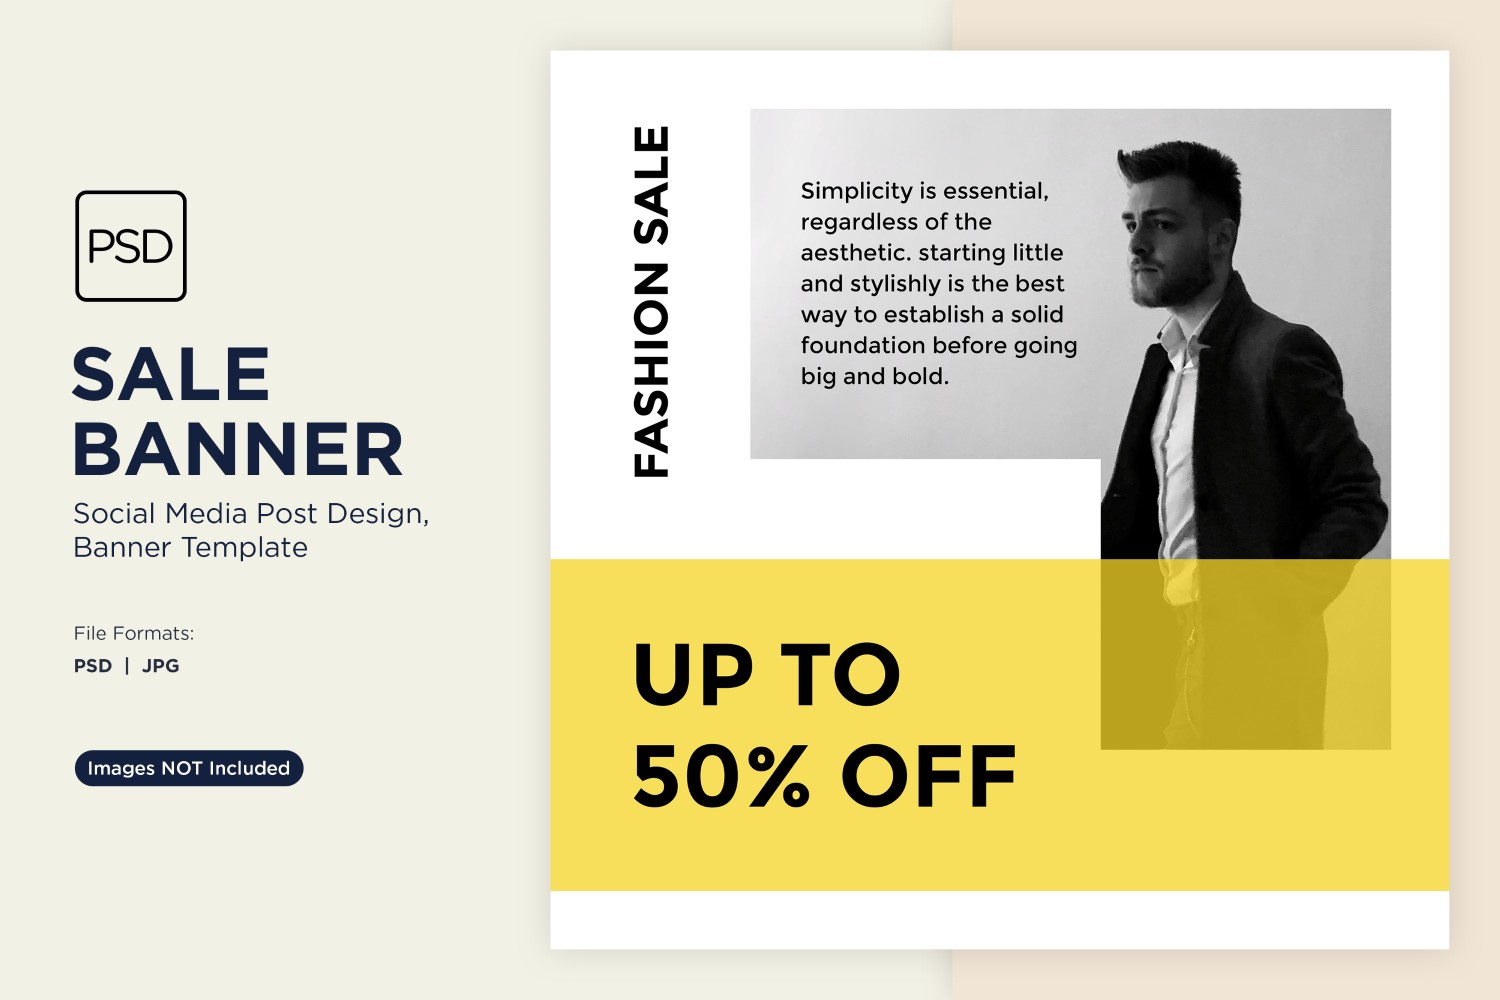 PSD
SALE
BANNER
Social Media Post Design,
Banner Template
File Formats:
PSD | JPG
Images NOT Included
FASHION SALE
Simplicity is essential,
regardless of the
aesthetic. starting little
and stylishly is the best
way to establish a solid
foundation before going
big and bold.
UP TO
50% OFF